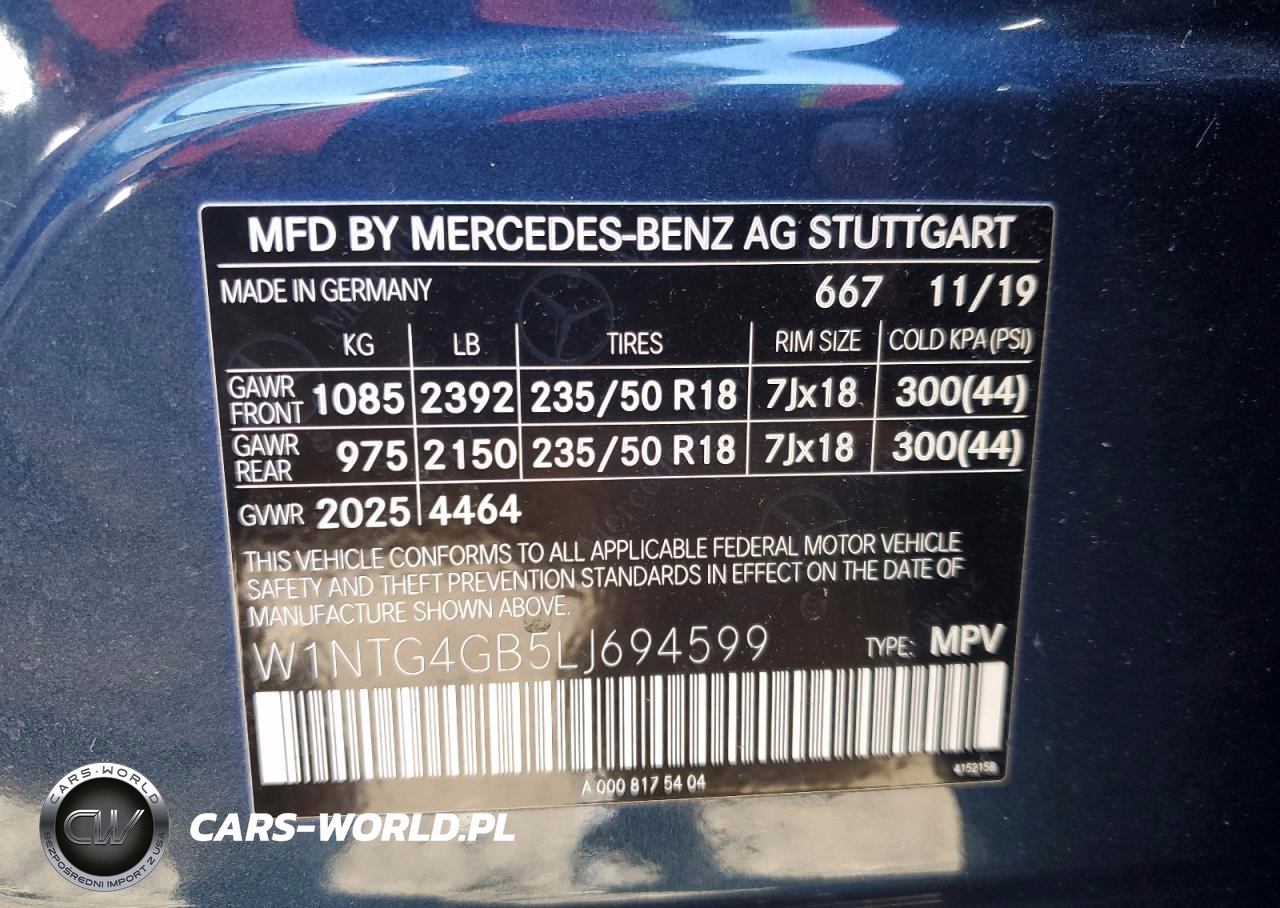 MFD BY MERCEDES-BENZ AG STUTTGART
MADE IN GERMANY 667 11/19
KG LB TIRES RIM SIZE COLD KPA (PSI)
GAWR FRONT 1085 2392 235/50 R18 7Jx18 300(44)
GAWR REAR 975 2150 235/50 R18 7Jx18 300(44)
GVWR 2025 4464
THIS VEHICLE CONFORMS TO ALL APPLICABLE FEDERAL MOTOR VEHICLE
SAFETY AND THEFT PREVENTION STANDARDS IN EFFECT ON THE DATE OF
MANUFACTURE SHOWN ABOVE.
W1NTG4GB5LJ694599 TYPE: MPV
4152158
A 000 817 54 04
CARS-WORLD
CW
BEZPOŚREDNI IMPORT Z USA
CARS-WORLD.PL